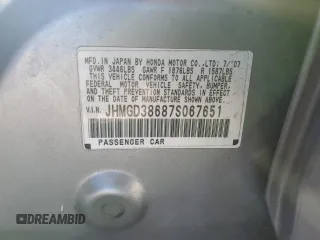 MFD. IN JAPAN BY HONDA MOTOR CO.,LTD: 7/'07
GVWR 3448LBS GAWR F 1876LBS R 1587LBS
THIS VEHICLE CONFORMS TO ALL APPLICABLE
FEDERAL MOTOR VEHICLE SAFETY, BUMPER,
AND THEFT PREVENTION STANDARDS IN EFFECT
ON THE DATE OF MANUFACTURE SHOWN ABOVE.
V.I.N. JHMGD38687S067651
PASSENGER CAR
DREAMBID